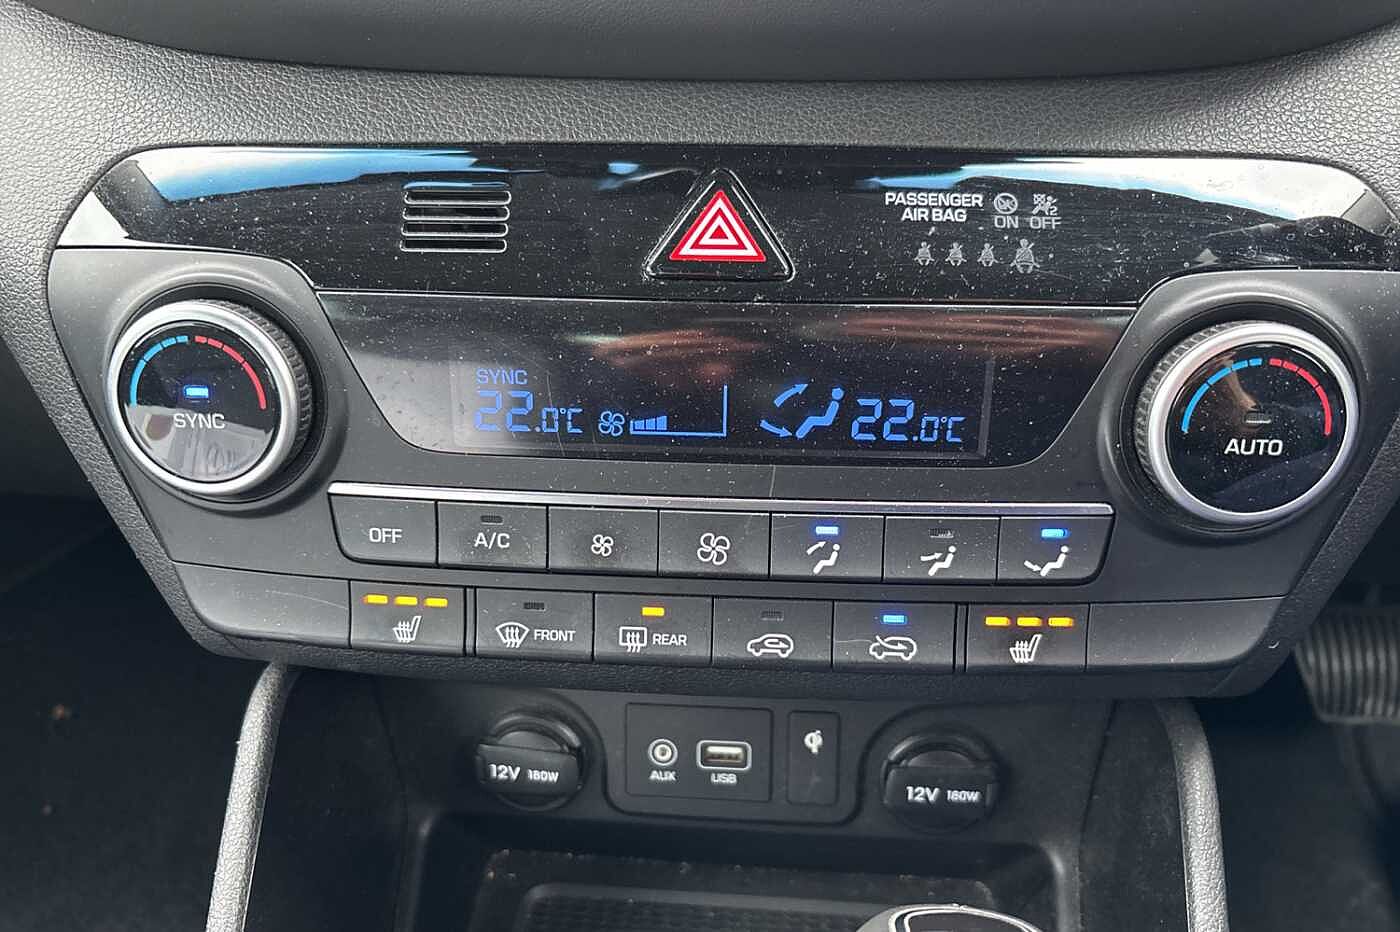 PASSENGER
AIR BAG
ON OFF
SYNC
22.0°C 22.0°C
SYNC
AUTO
OFF
A/C
FRONT
REAR
12V 180W
AUX
USB
12V 180W